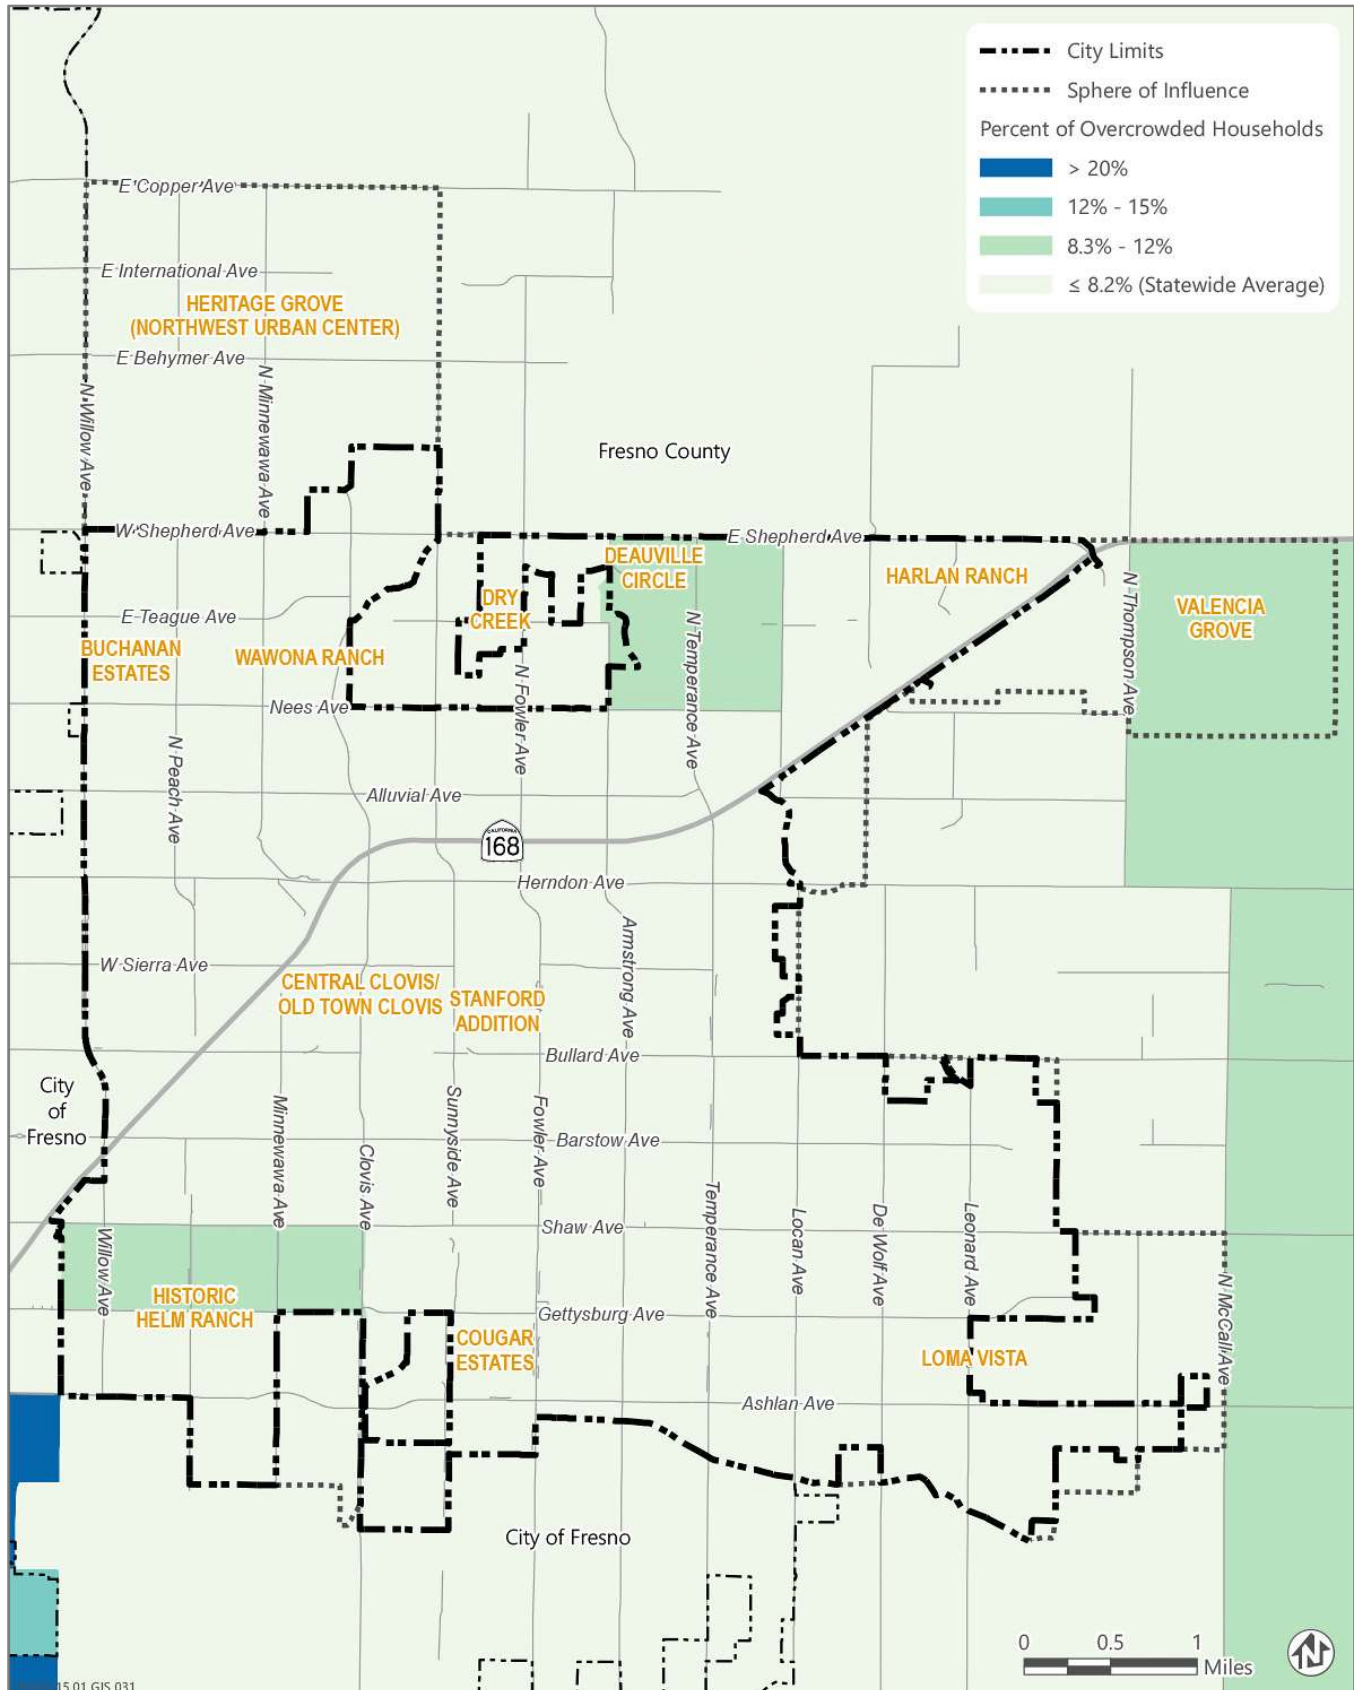 City Limits
Sphere of Influence
Percent of Overcrowded Households
> 20%
12% - 15%
8.3% - 12%
≤ 8.2% (Statewide Average)
E Copper Ave
E International Ave
HERITAGE GROVE
(NORTHWEST URBAN CENTER)
E Behymer Ave
N Willow Ave
N Minnewawa Ave
Fresno County
W Shepherd Ave
E Shepherd Ave
DEAUVILLE
CIRCLE
HARLAN RANCH
DRY
CREEK
N Thompson Ave
VALENCIA
GROVE
E Teague Ave
BUCHANAN
ESTATES
WAWONA RANCH
N Temperance Ave
N Fowler Ave
Nees Ave
N Peach Ave
Alluvial Ave
CALIFORNIA
168
Herndon Ave
Armstrong Ave
W Sierra Ave
CENTRAL CLOVIS/
OLD TOWN CLOVIS
STANFORD
ADDITION
Bullard Ave
City
of
Fresno
Minnewawa Ave
Clovis Ave
Sunnyside Ave
Fowler Ave
Barstow Ave
Temperance Ave
Locan Ave
De Wolf Ave
Leonard Ave
Shaw Ave
Willow Ave
HISTORIC
HELM RANCH
Gettysburg Ave
N McCall Ave
COUGAR
ESTATES
LOMA VISTA
Ashlan Ave
City of Fresno
0 0.5 1
Miles
N
15.01 GIS 031